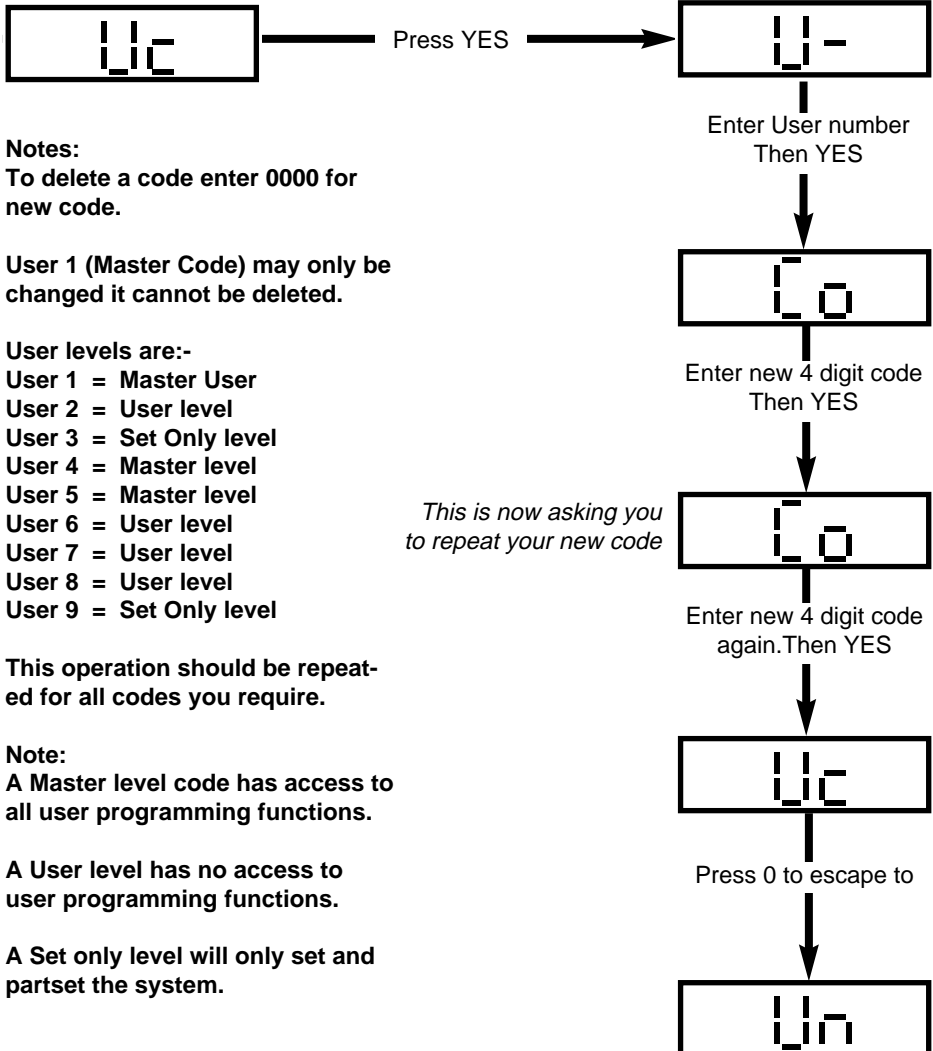 Uc
Press YES
U-
Enter User number
Then YES
Notes:
To delete a code enter 0000 for
new code.
User 1 (Master Code) may only be
changed it cannot be deleted.
User levels are:-
User 1 = Master User
User 2 = User level
User 3 = Set Only level
User 4 = Master level
User 5 = Master level
User 6 = User level
User 7 = User level
User 8 = User level
User 9 = Set Only level
This operation should be repeat-
ed for all codes you require.
Note:
A Master level code has access to
all user programming functions.
A User level has no access to
user programming functions.
A Set only level will only set and
partset the system.
Co
Enter new 4 digit code
Then YES
This is now asking you
to repeat your new code
Co
Enter new 4 digit code
again.Then YES
Uc
Press 0 to escape to
Un